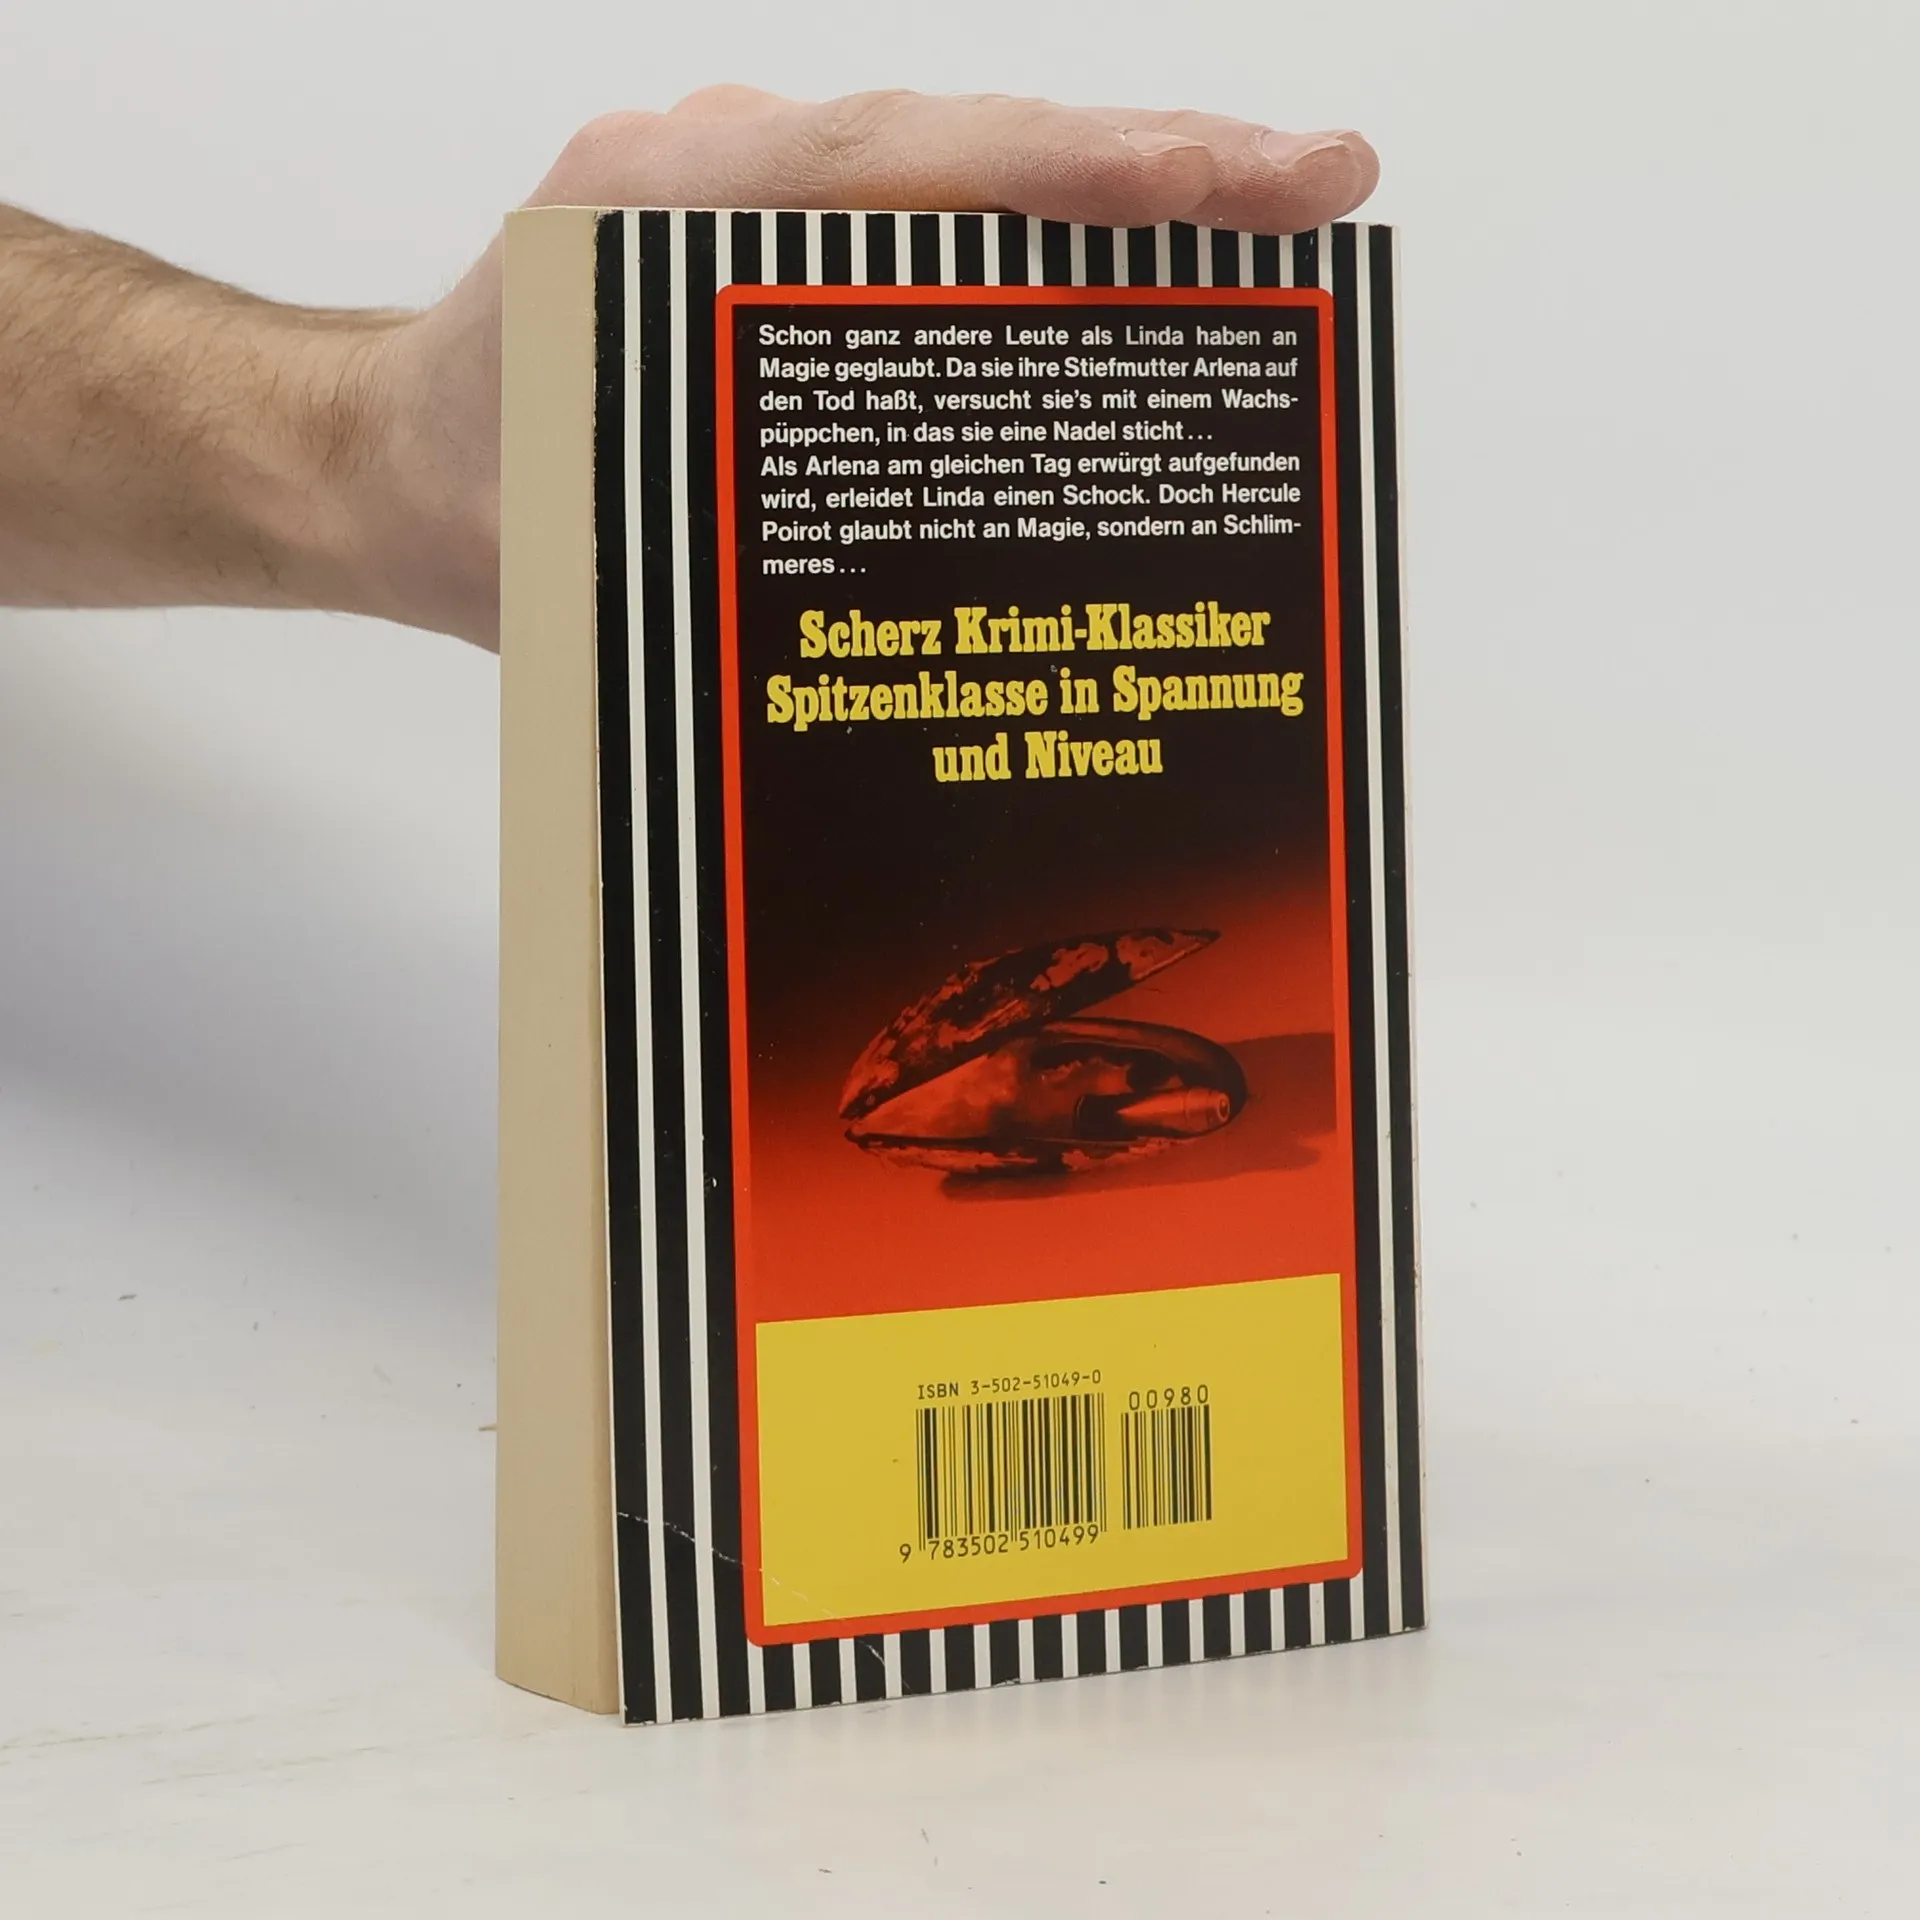 Schon ganz andere Leute als Linda haben an
Magie geglaubt. Da sie ihre Stiefmutter Arlena auf
den Tod haßt, versucht sie's mit einem Wachs-
püppchen, in das sie eine Nadel sticht...
Als Arlena am gleichen Tag erwürgt aufgefunden
wird, erleidet Linda einen Schock. Doch Hercule
Poirot glaubt nicht an Magie, sondern an Schlim-
meres...
Scherz Krimi-Klassiker
Spitzenklasse in Spannung
und Niveau
ISBN 3-502-51049-0
00980
9 783502 510499